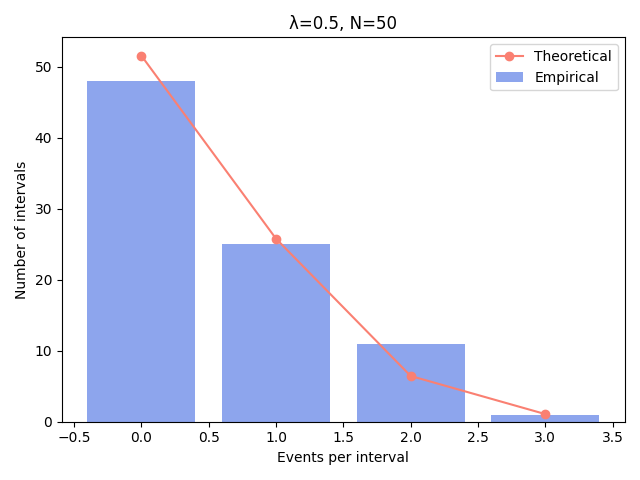 λ=0.5, N=50
Theoretical
Empirical
Number of intervals
50
40
30
20
10
0
−0.5 0.0 0.5 1.0 1.5 2.0 2.5 3.0 3.5
Events per interval